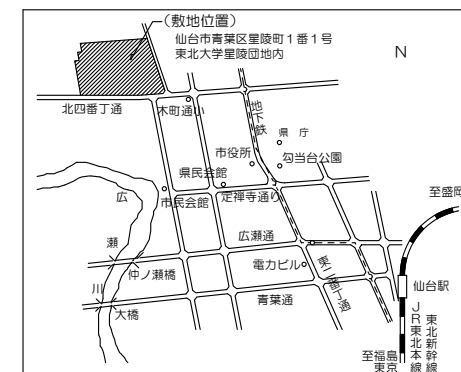 (敷地位置)
仙台市青葉区星陵町1番1号
東北大学星陵団地内
N
北四番丁通
木町通小
地下鉄
県庁
市役所
勾当台公園
県民会館
市民会館
定禅寺通り
至盛岡
広瀬川
広瀬通
仲ノ瀬橋
電力ビル
東二番丁通
仙台駅
大橋
青葉通
JR東北本線
東北新幹線
至福島
東京